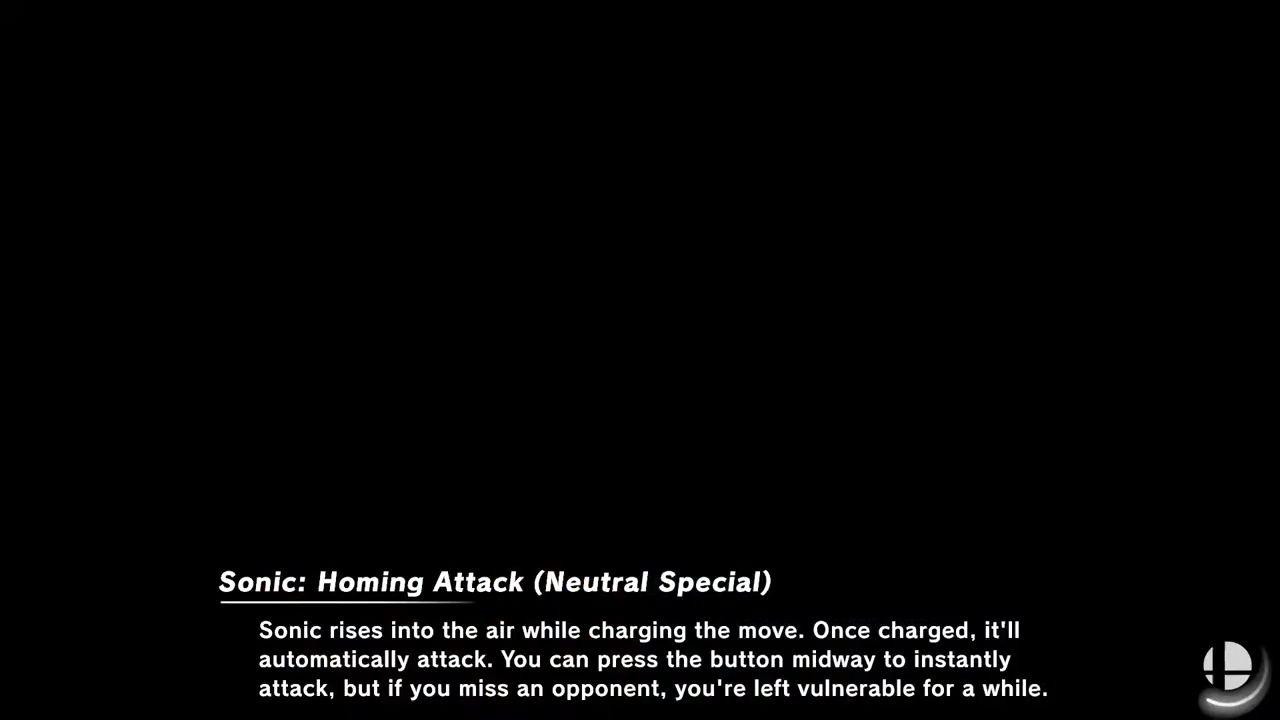 Sonic: Homing Attack (Neutral Special)
Sonic rises into the air while charging the move. Once charged, it'll
automatically attack. You can press the button midway to instantly
attack, but if you miss an opponent, you're left vulnerable for a while.